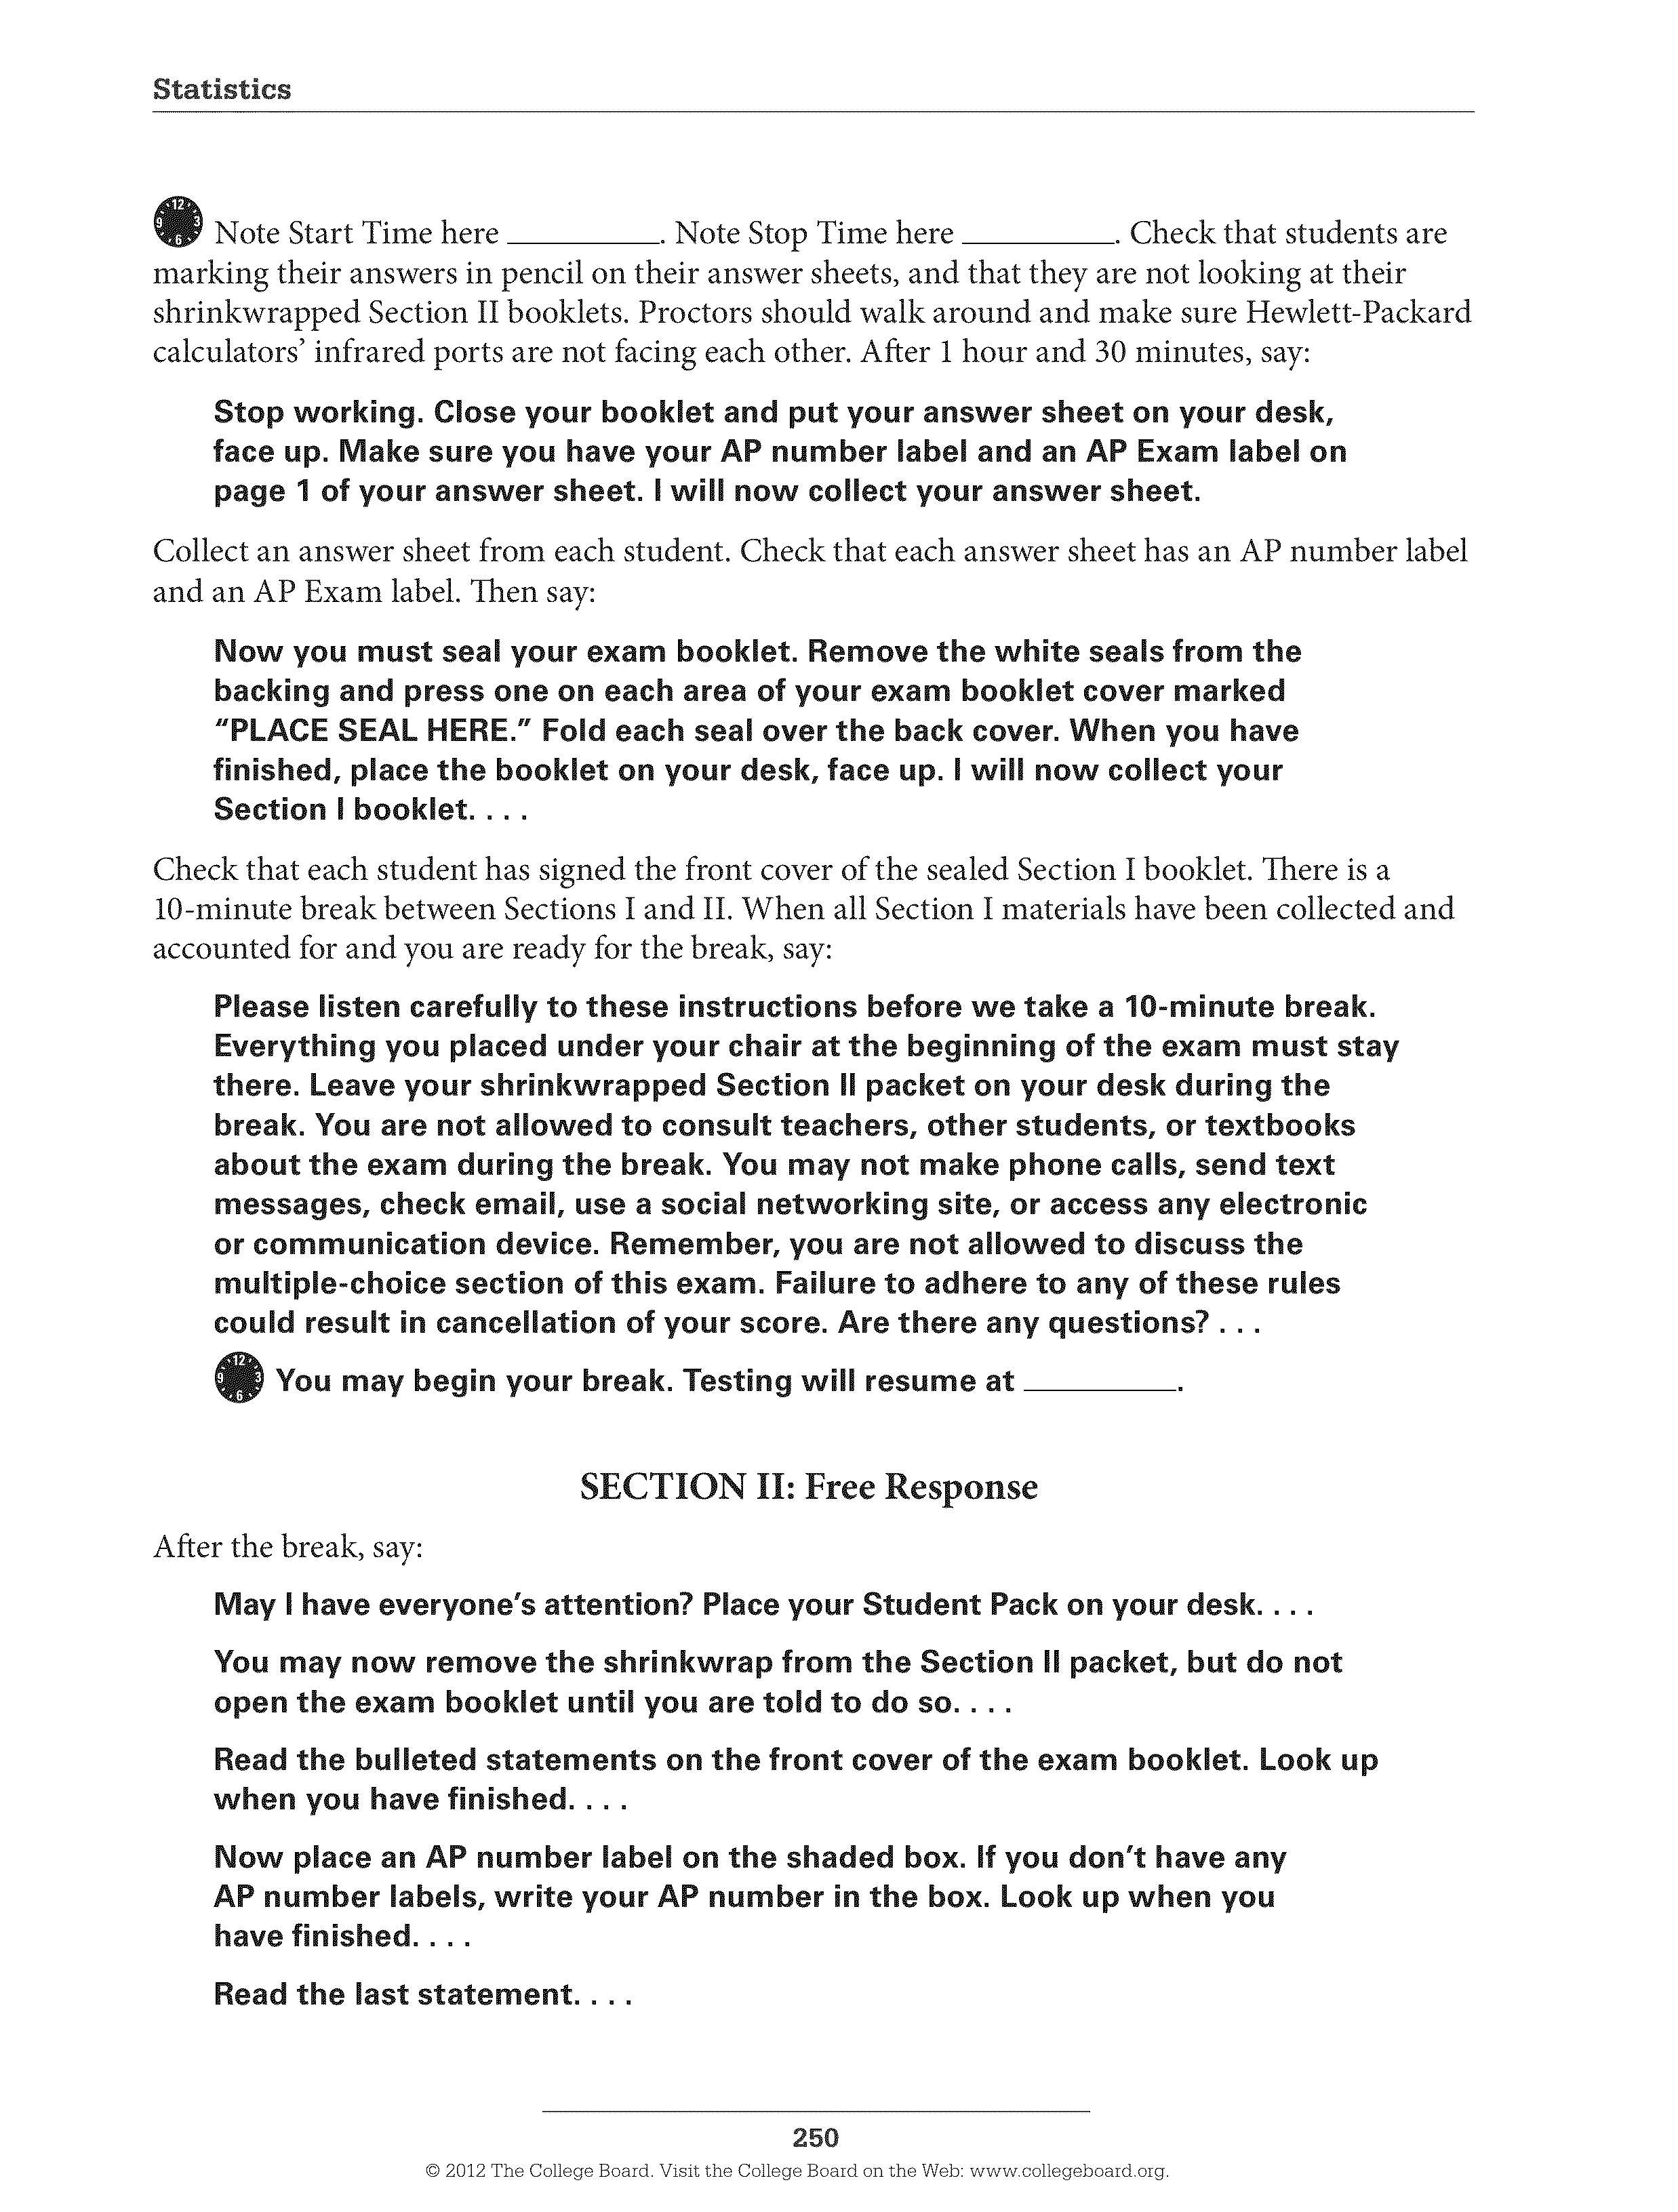 Statistics
Note Start Time here __________. Note Stop Time here __________. Check that students are
marking their answers in pencil on their answer sheets, and that they are not looking at their
shrinkwrapped Section II booklets. Proctors should walk around and make sure Hewlett-Packard
calculators’ infrared ports are not facing each other. After 1 hour and 30 minutes, say:
Stop working. Close your booklet and put your answer sheet on your desk,
face up. Make sure you have your AP number label and an AP Exam label on
page 1 of your answer sheet. I will now collect your answer sheet.
Collect an answer sheet from each student. Check that each answer sheet has an AP number label
and an AP Exam label. Then say:
Now you must seal your exam booklet. Remove the white seals from the
backing and press one on each area of your exam booklet cover marked
“PLACE SEAL HERE.” Fold each seal over the back cover. When you have
finished, place the booklet on your desk, face up. I will now collect your
Section I booklet. . . .
Check that each student has signed the front cover of the sealed Section I booklet. There is a
10-minute break between Sections I and II. When all Section I materials have been collected and
accounted for and you are ready for the break, say:
Please listen carefully to these instructions before we take a 10-minute break.
Everything you placed under your chair at the beginning of the exam must stay
there. Leave your shrinkwrapped Section II packet on your desk during the
break. You are not allowed to consult teachers, other students, or textbooks
about the exam during the break. You may not make phone calls, send text
messages, check email, use a social networking site, or access any electronic
or communication device. Remember, you are not allowed to discuss the
multiple-choice section of this exam. Failure to adhere to any of these rules
could result in cancellation of your score. Are there any questions? . . .
You may begin your break. Testing will resume at __________.
SECTION II: Free Response
After the break, say:
May I have everyone’s attention? Place your Student Pack on your desk. . . .
You may now remove the shrinkwrap from the Section II packet, but do not
open the exam booklet until you are told to do so. . . .
Read the bulleted statements on the front cover of the exam booklet. Look up
when you have finished. . . .
Now place an AP number label on the shaded box. If you don’t have any
AP number labels, write your AP number in the box. Look up when you
have finished. . . .
Read the last statement. . . .
250
© 2012 The College Board. Visit the College Board on the Web: www.collegeboard.org.